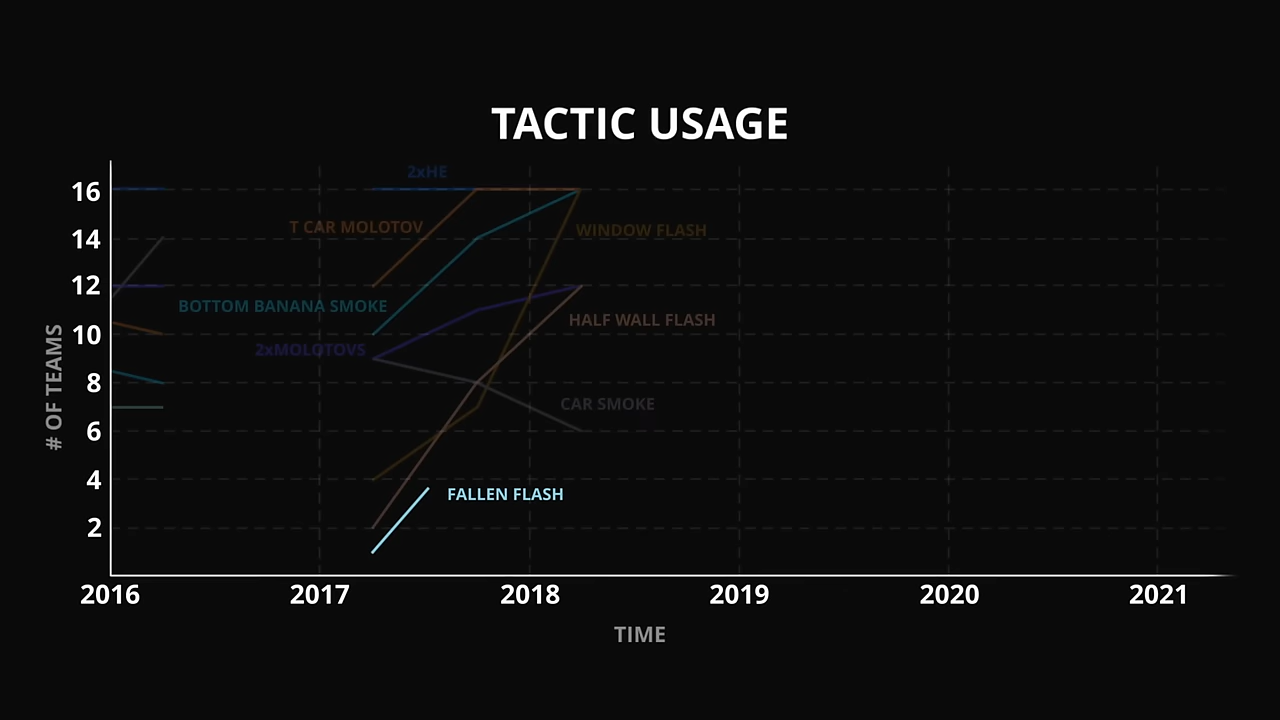 TACTIC USAGE
2xHE
16
T CAR MOLOTOV
WINDOW FLASH
14
12
BOTTOM BANANA SMOKE
HALF WALL FLASH
10
2xMOLOTOVS
8
CAR SMOKE
6
4
FALLEN FLASH
2
# OF TEAMS
2016 2017 2018 2019 2020 2021
TIME